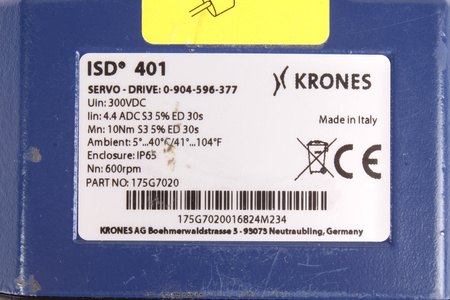 ISD® 401
KRONES
SERVO - DRIVE: 0-904-596-377
Uin: 300VDC
Iin: 4.4 ADC S3 5% ED 30s
Made in Italy
Mn: 10Nm S3 5% ED 30s
Ambient: 5°...40°C/41°...104°F
Enclosure: IP65
CE
Nn: 600rpm
PART NO: 175G7020
175G7020016824M234
KRONES AG Boehmerwaldstrasse 5 - 93073 Neutraubling, Germany